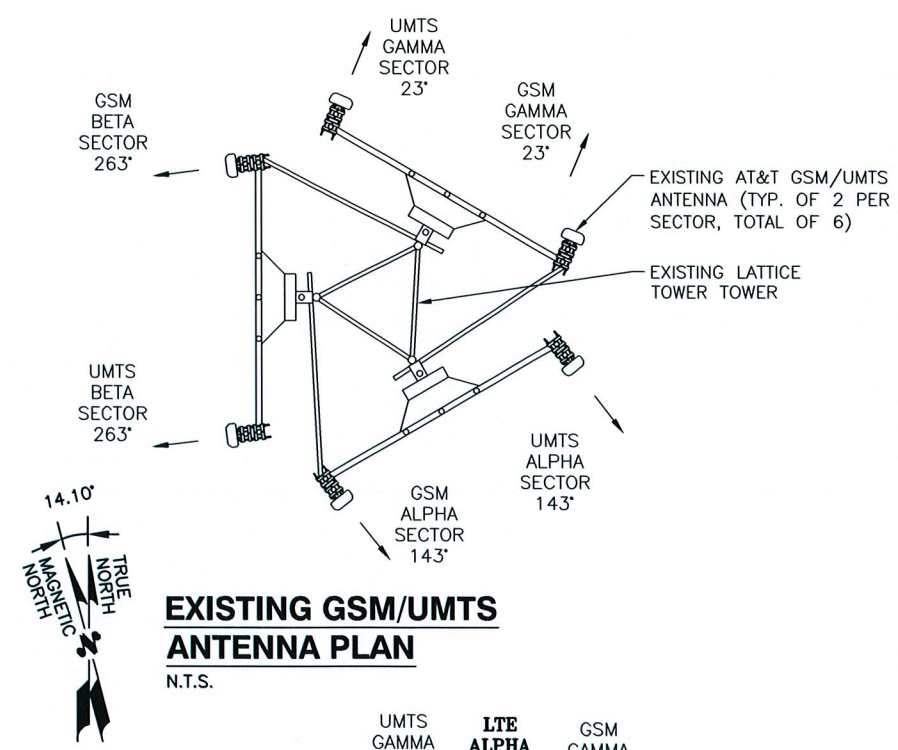 UMTS
GAMMA
SECTOR
23°
GSM
GAMMA
SECTOR
23°
GSM
BETA
SECTOR
263°
EXISTING AT&T GSM/UMTS
ANTENNA (TYP. OF 2 PER
SECTOR, TOTAL OF 6)
EXISTING LATTICE
TOWER TOWER
UMTS
BETA
SECTOR
263°
UMTS
ALPHA
SECTOR
143°
GSM
ALPHA
SECTOR
143°
14.10°
TRUE
NORTH
MAGNETIC
NORTH
N
EXISTING GSM/UMTS
ANTENNA PLAN
N.T.S.
UMTS
GAMMA
LTE
ALPHA
GSM
GAMMA